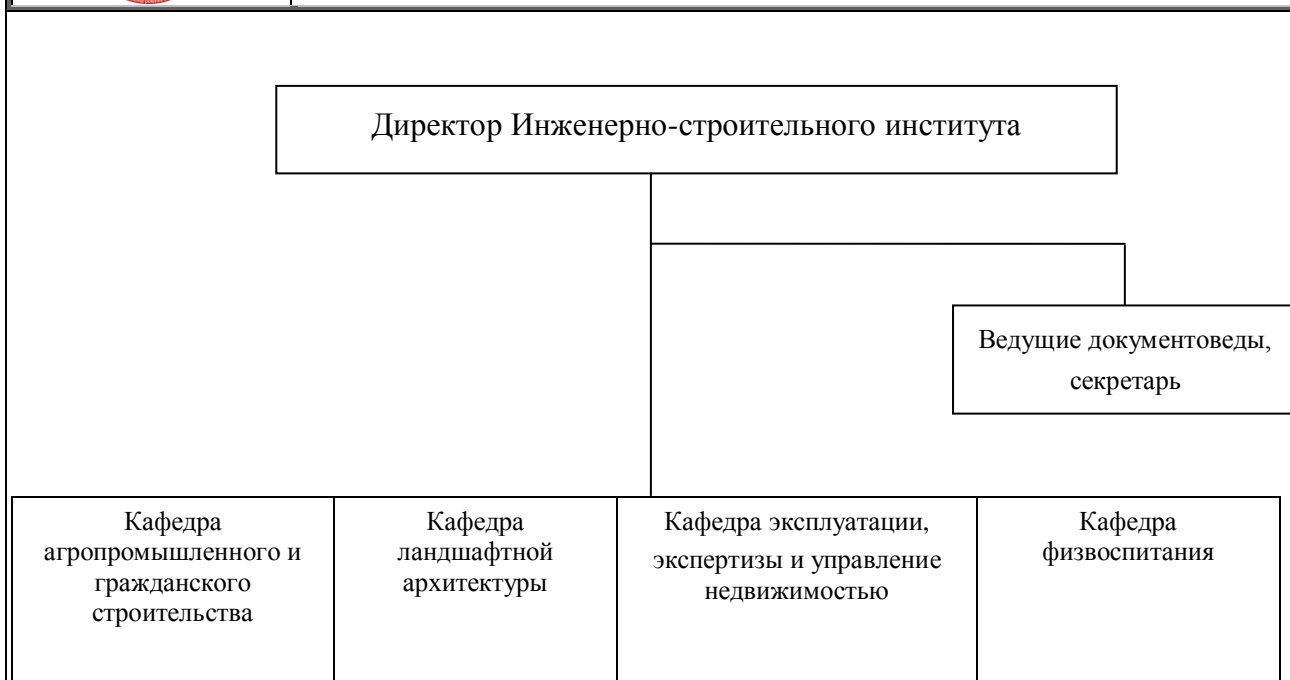 Директор Инженерно-строительного института
Ведущие документоведы,
секретарь
Кафедра
агропромышленного и
гражданского
строительства
Кафедра
ландшафтной
архитектуры
Кафедра эксплуатации,
экспертизы и управление
недвижимостью
Кафедра
физвоспитания